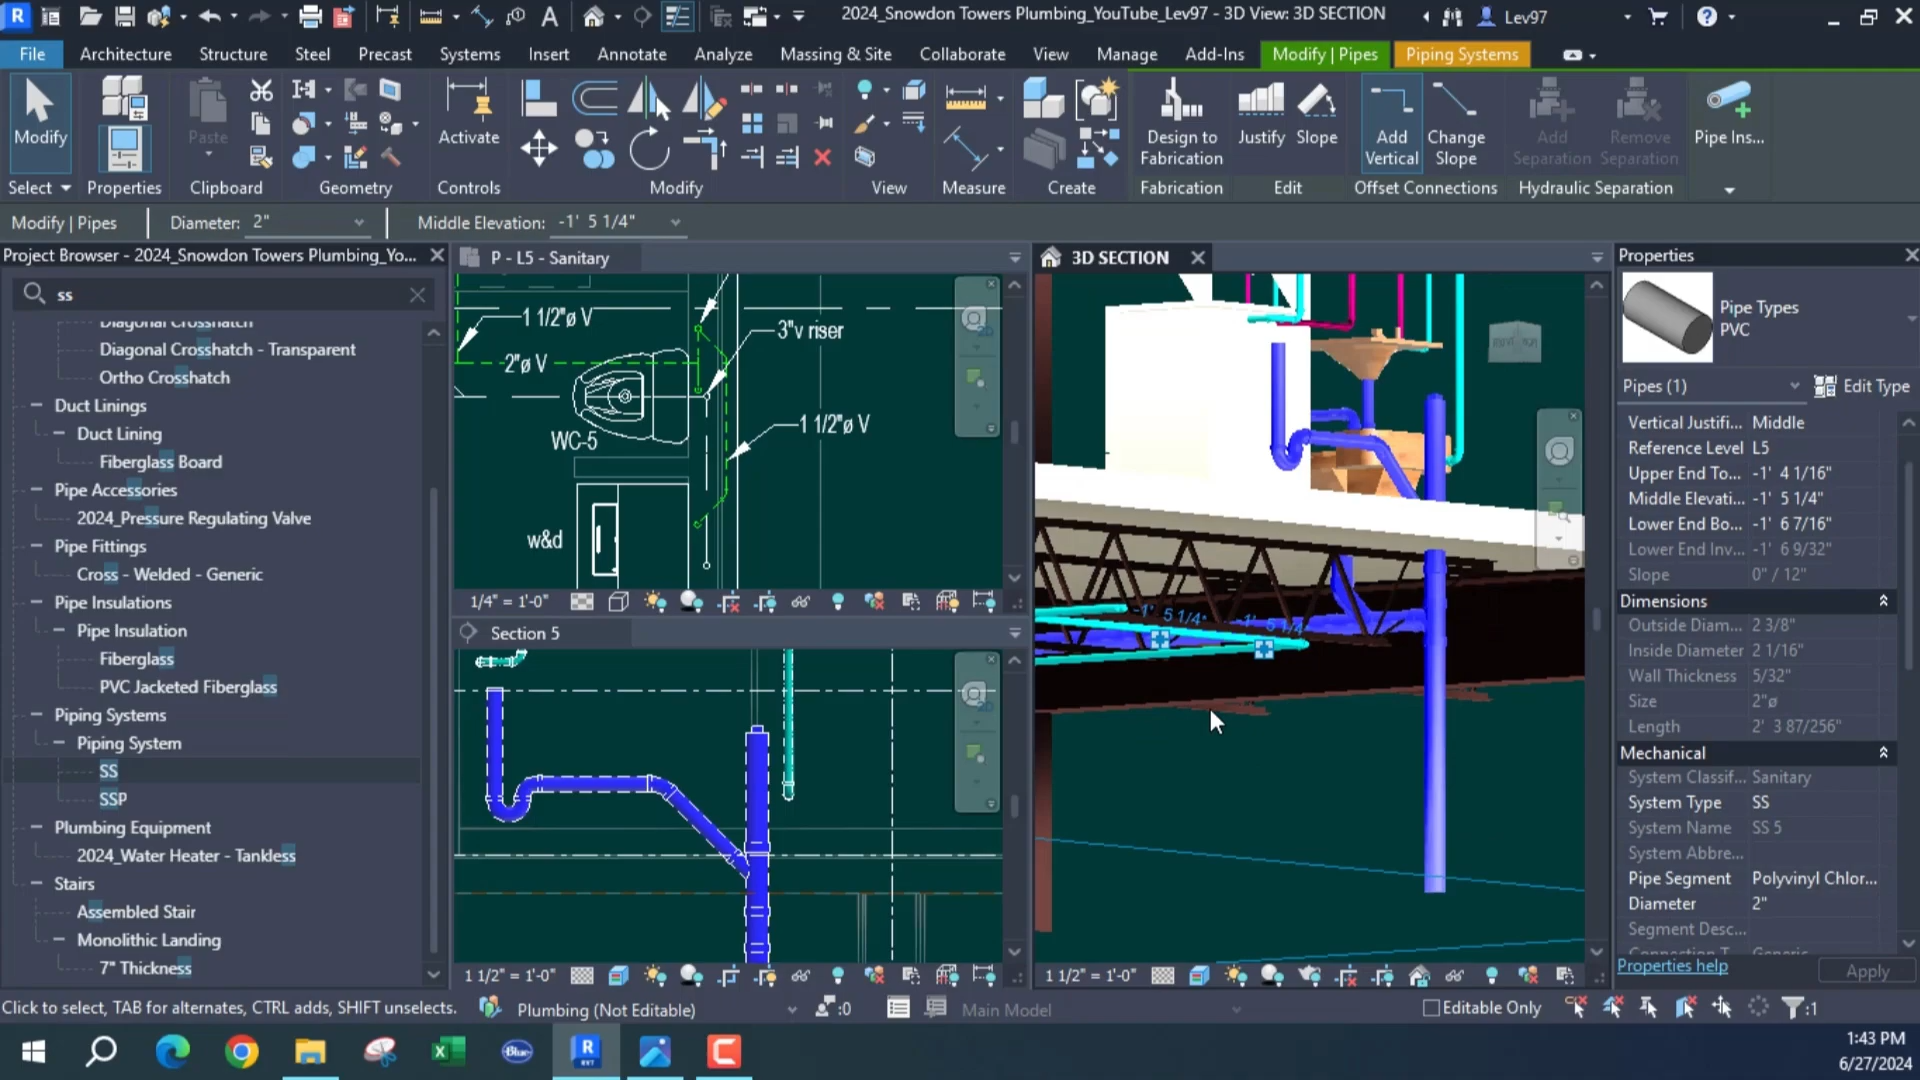 2024_Snowdon Towers Plumbing_YouTube_Lev97 - 3D View: 3D SECTION
Lev97
File Architecture Structure Steel Precast Systems Insert Annotate Analyze Massing & Site Collaborate View Manage Add-Ins Modify | Pipes Piping Systems
Modify
Paste
Activate
Design to
Fabrication
Justify
Slope
Add
Vertical
Change
Slope
Add
Separation
Remove
Separation
Pipe Ins...
Select Properties Clipboard Geometry Controls Modify View Measure Create Fabrication Edit Offset Connections Hydraulic Separation
Modify | Pipes Diameter: 2" Middle Elevation: -1' 5 1/4"
Project Browser - 2024_Snowdon Towers Plumbing_Yo...
ss
Diagonal Crosshatch
Diagonal Crosshatch - Transparent
Ortho Crosshatch
Duct Linings
Duct Lining
Fiberglass Board
Pipe Accessories
2024_Pressure Regulating Valve
Pipe Fittings
Cross - Welded - Generic
Pipe Insulations
Pipe Insulation
Fiberglass
PVC Jacketed Fiberglass
Piping Systems
Piping System
SS
SSP
Plumbing Equipment
2024_Water Heater - Tankless
Stairs
Assembled Stair
Monolithic Landing
7" Thickness
P - L5 - Sanitary
1 1/2"ø V
3"v riser
2"ø V
1 1/2"ø V
WC-5
w&d
1/4" = 1'-0"
Section 5
1 1/2" = 1'-0"
3D SECTION
-1' 5 1/4"
-1' 5 1/4"
1 1/2" = 1'-0"
Properties
Pipe Types
PVC
Pipes (1) Edit Type
Vertical Justifi... Middle
Reference Level L5
Upper End To... -1' 4 1/16"
Middle Elevati... -1' 5 1/4"
Lower End Bo... -1' 6 7/16"
Lower End Inv... -1' 6 9/32"
Slope 0" / 12"
Dimensions
Outside Diam... 2 3/8"
Inside Diameter 2 1/16"
Wall Thickness 5/32"
Size 2"ø
Length 2' 3 87/256"
Mechanical
System Classif... Sanitary
System Type SS
System Name SS 5
System Abbre...
Pipe Segment Polyvinyl Chlor...
Diameter 2"
Segment Desc...
Properties help Apply
Click to select, TAB for alternates, CTRL adds, SHIFT unselects.
Plumbing (Not Editable) :0 Main Model Editable Only :1
Blue
1:43 PM
6/27/2024